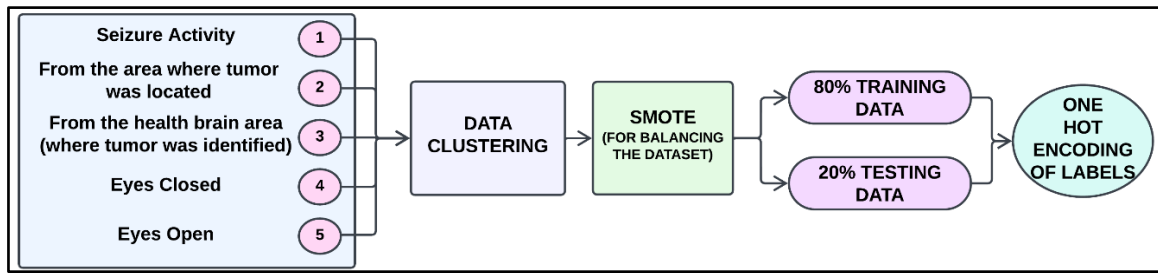 Seizure Activity
1
From the area where tumor
was located
2
From the health brain area
(where tumor was identified)
3
Eyes Closed
4
Eyes Open
5
DATA
CLUSTERING
SMOTE
(FOR BALANCING
THE DATASET)
80% TRAINING
DATA
20% TESTING
DATA
ONE
HOT
ENCODING
OF LABELS